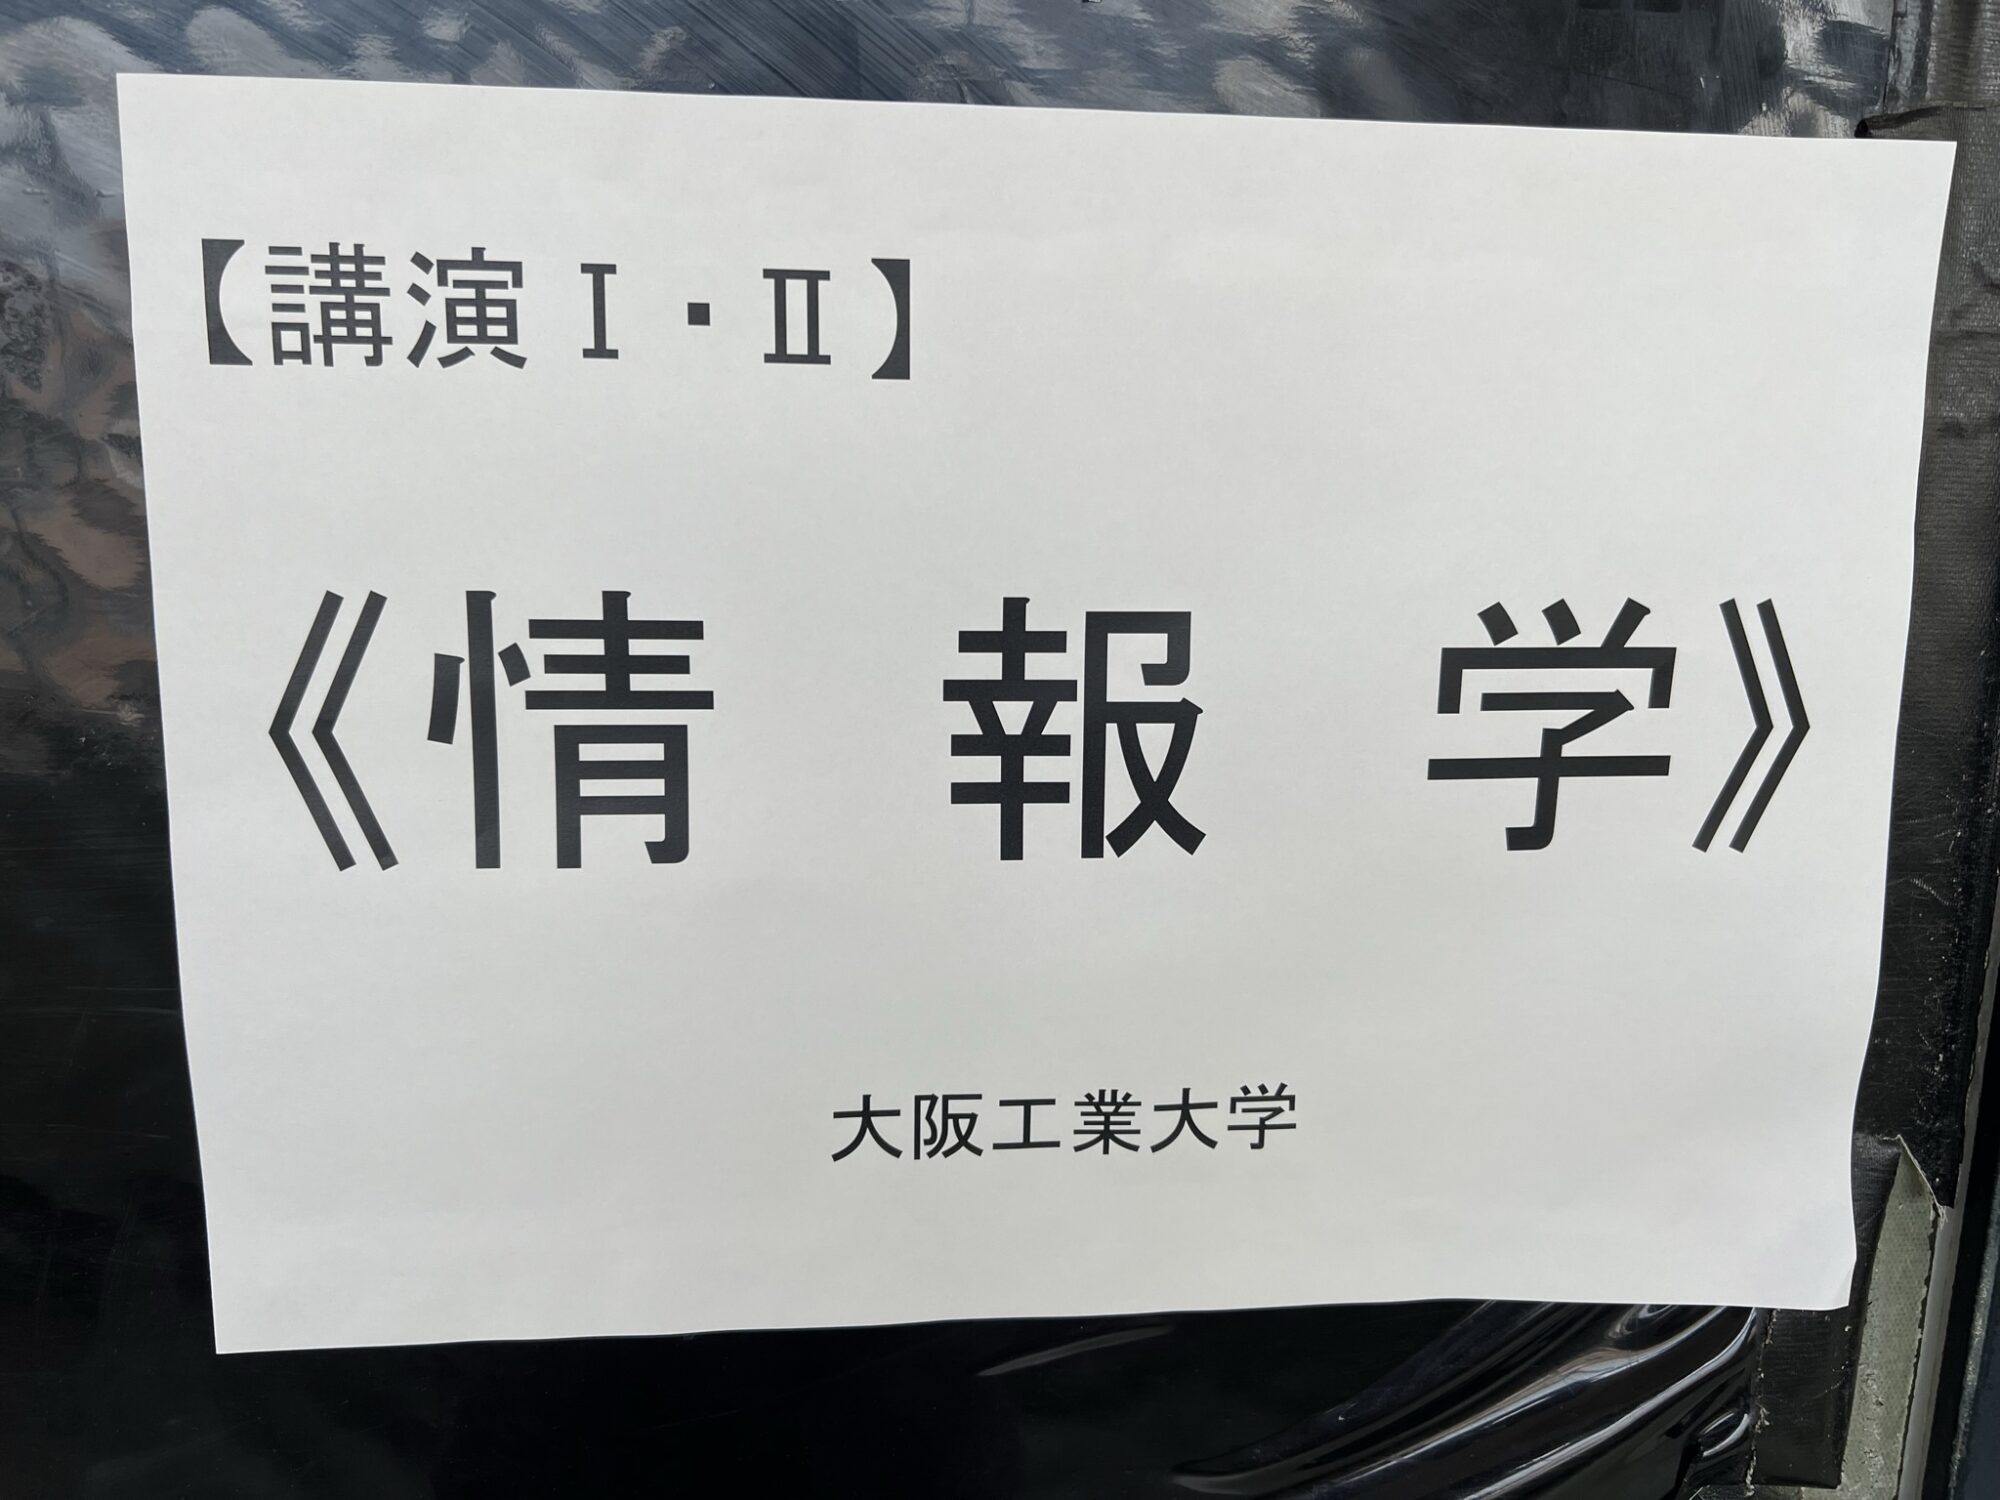 【講演Ⅰ・Ⅱ】
《情　報　学》
大阪工業大学